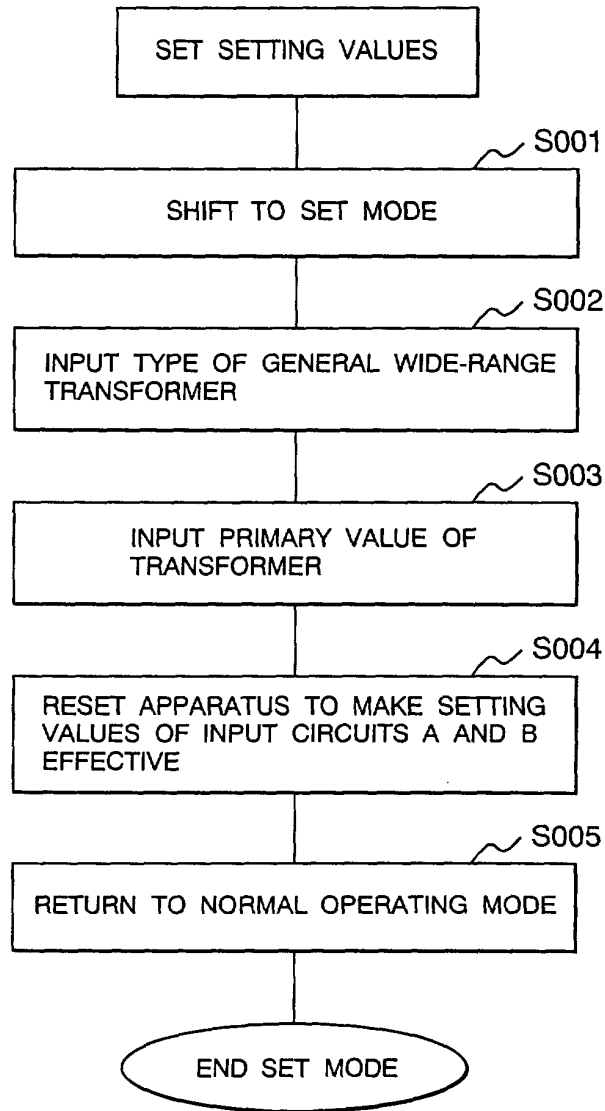 SET SETTING VALUES
S001
SHIFT TO SET MODE
S002
INPUT TYPE OF GENERAL WIDE-RANGE
TRANSFORMER
S003
INPUT PRIMARY VALUE OF
TRANSFORMER
S004
RESET APPARATUS TO MAKE SETTING
VALUES OF INPUT CIRCUITS A AND B
EFFECTIVE
S005
RETURN TO NORMAL OPERATING MODE
END SET MODE